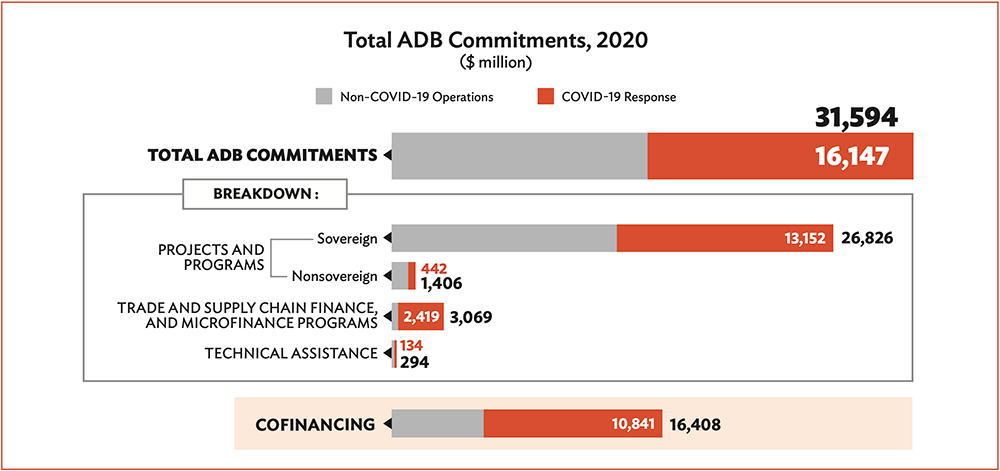 Total ADB Commitments, 2020
($ million)
Non-COVID-19 Operations
COVID-19 Response
31,594
TOTAL ADB COMMITMENTS
16,147
BREAKDOWN :
PROJECTS AND
PROGRAMS
Sovereign
13,152
26,826
Nonsovereign
442
1,406
TRADE AND SUPPLY CHAIN FINANCE,
AND MICROFINANCE PROGRAMS
2,419
3,069
TECHNICAL ASSISTANCE
134
294
COFINANCING
10,841
16,408